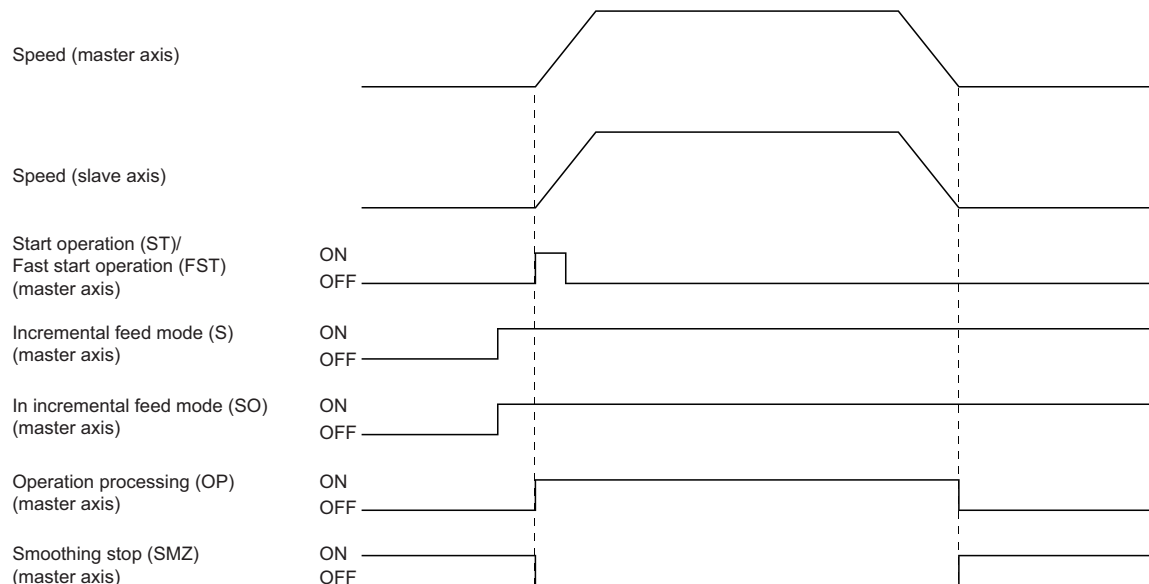 Speed (master axis)
Speed (slave axis)
Start operation (ST)/
Fast start operation (FST)
(master axis)
ON
OFF
Incremental feed mode (S)
(master axis)
ON
OFF
In incremental feed mode (SO)
(master axis)
ON
OFF
Operation processing (OP)
(master axis)
ON
OFF
Smoothing stop (SMZ)
(master axis)
ON
OFF